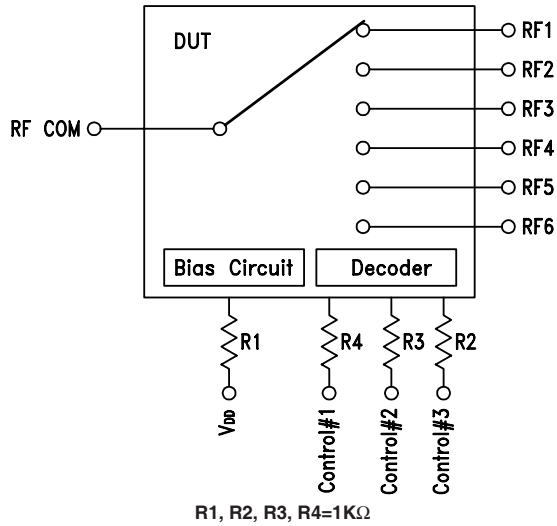 DUT
RF1
RF2
RF COM
RF3
RF4
RF5
RF6
Bias Circuit
Decoder
R1
R4
R3
R2
VDD
Control#1
Control#2
Control#3
R1, R2, R3, R4=1KΩ